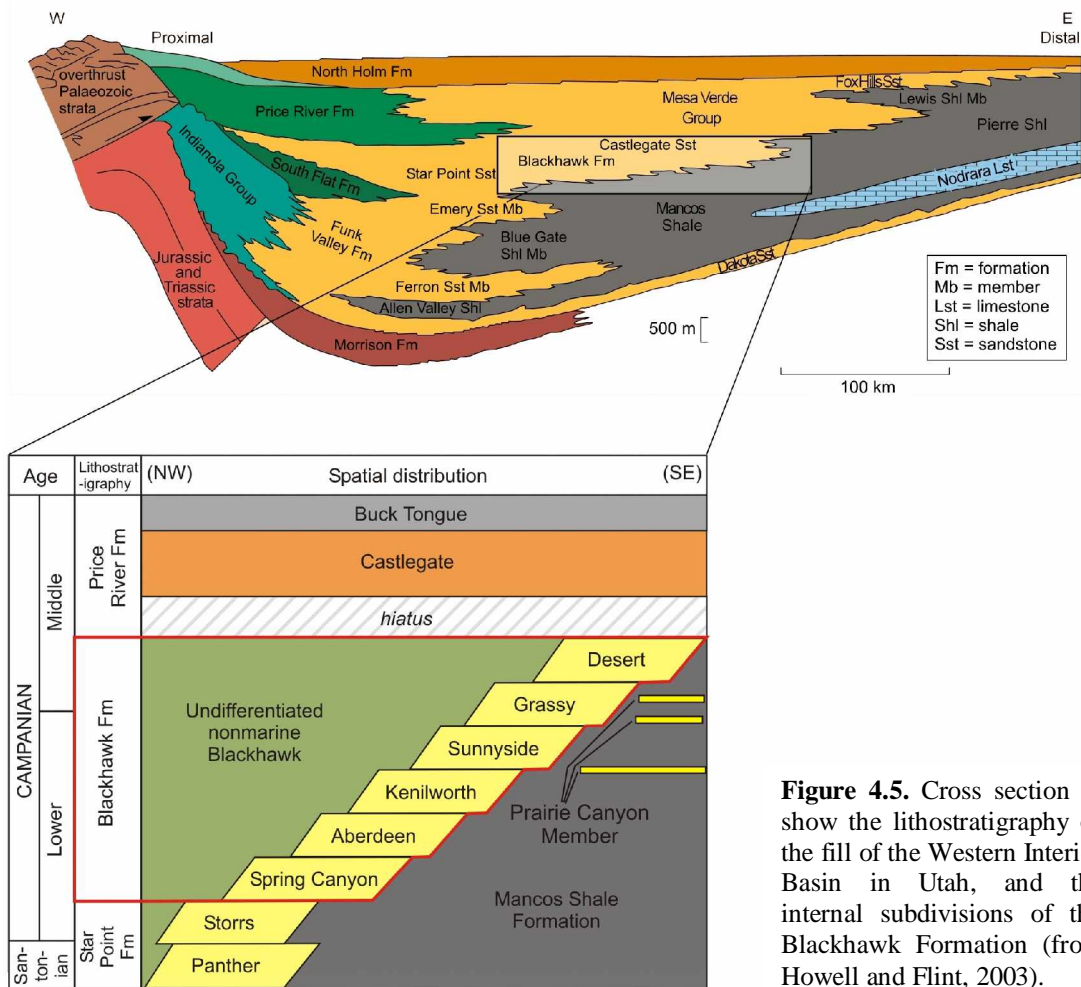 W
E
Proximal
Distal
overthrust
Palaeozoic
strata
North Holm Fm
Fox Hills Sst
Lewis Shl Mb
Mesa Verde
Group
Price River Fm
Pierre Shl
Castlegate Sst
Blackhawk Fm
Indianola Group
South Flat Fm
Star Point Sst
Nodrara Lst
Emery Sst Mb
Mancos
Shale
Funk
Valley Fm
Blue Gate
Shl Mb
Jurassic
and
Triassic
strata
Dakota Sst
Ferron Sst Mb
Allen Valley Shl
Morrison Fm
500 m
100 km
Fm = formation
Mb = member
Lst = limestone
Shl = shale
Sst = sandstone
Age
Lithostrat
-igraphy
(NW)
Spatial distribution
(SE)
Buck Tongue
Castlegate
hiatus
Price
River Fm
Middle
CAMPANIAN
Lower
Blackhawk Fm
Undifferentiated
nonmarine
Blackhawk
Desert
Grassy
Sunnyside
Kenilworth
Aberdeen
Spring Canyon
Prairie Canyon
Member
Mancos Shale
Formation
Storrs
Panther
Star Point
Fm
San-
ton-
ian
Figure 4.5. Cross section
show the lithostratigraphy
the fill of the Western Interi
Basin in Utah, and th
internal subdivisions of th
Blackhawk Formation (fro
Howell and Flint, 2003).